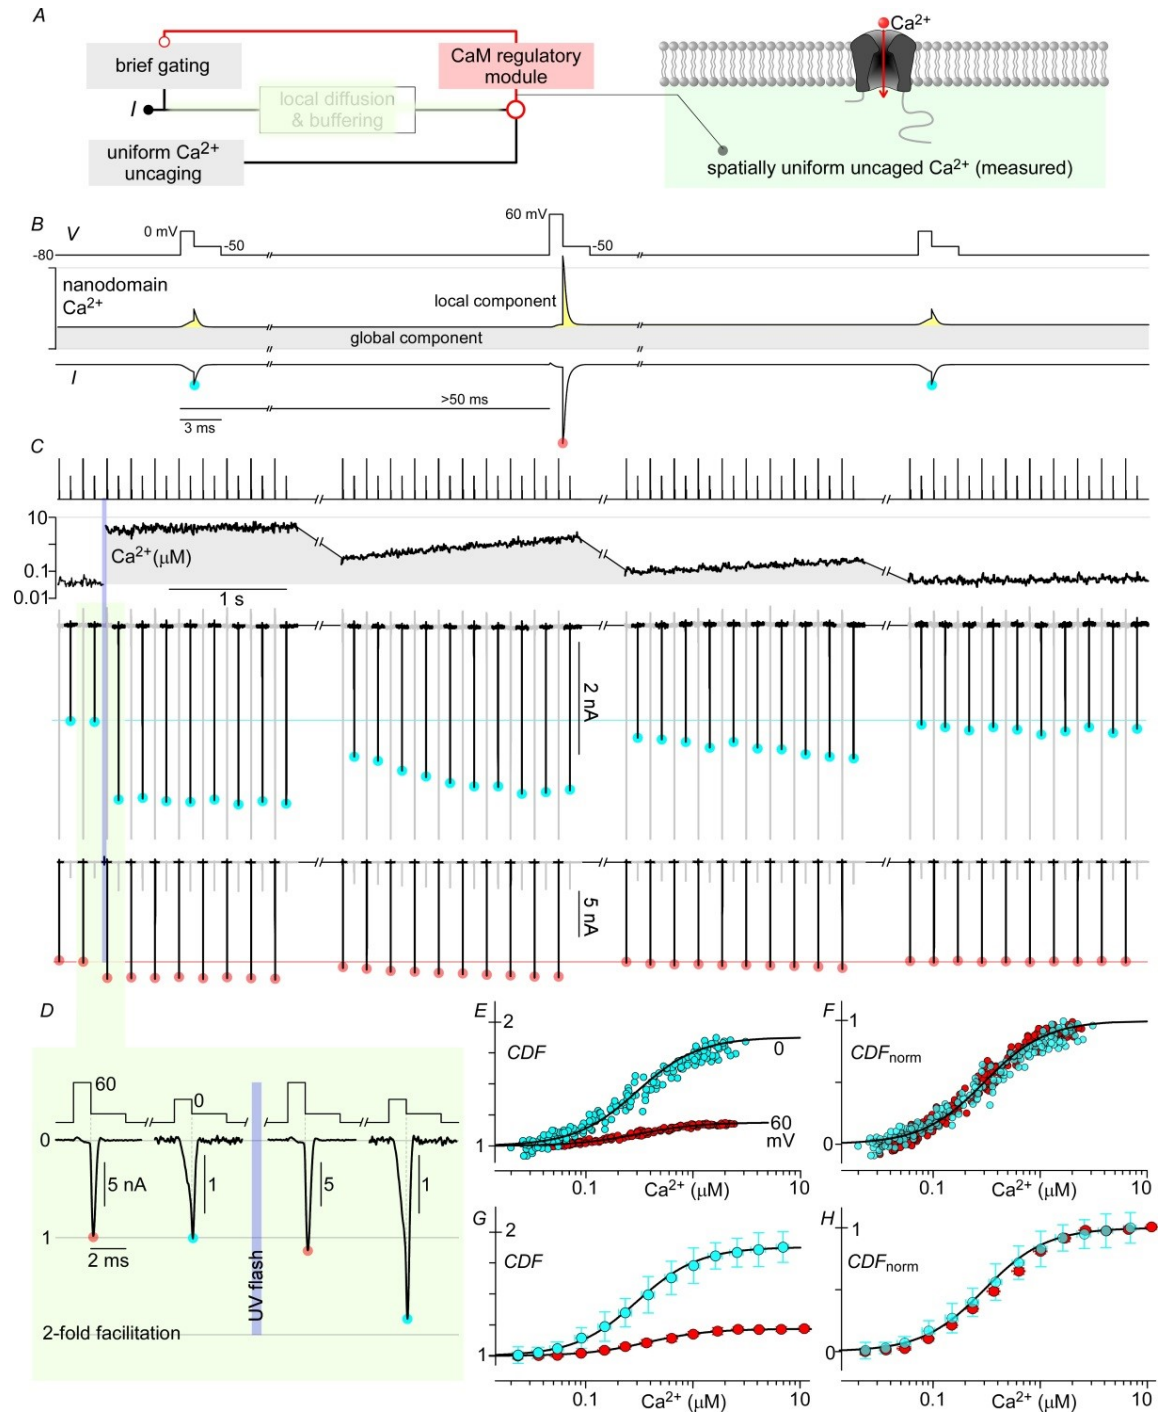 A
brief gating
CaM regulatory
module
Ca²⁺
I
local diffusion
& buffering
uniform Ca²⁺
uncaging
spatially uniform uncaged Ca²⁺ (measured)
B
V
0 mV
60 mV
-80
-50
-50
nanodomain
Ca²⁺
local component
global component
I
>50 ms
3 ms
C
10
Ca²⁺(μM)
0.1
0.01
1 s
2 nA
5 nA
D
60
0
0
5 nA
1
5
1
1
2 ms
UV flash
2-fold facilitation
E
2
CDF
0
60
mV
1
0.1
Ca²⁺ (μM)
10
F
1
CDFnorm
0
0.1
Ca²⁺ (μM)
10
G
2
CDF
1
0.1
Ca²⁺ (μM)
10
H
1
CDFnorm
0
0.1
Ca²⁺ (μM)
10